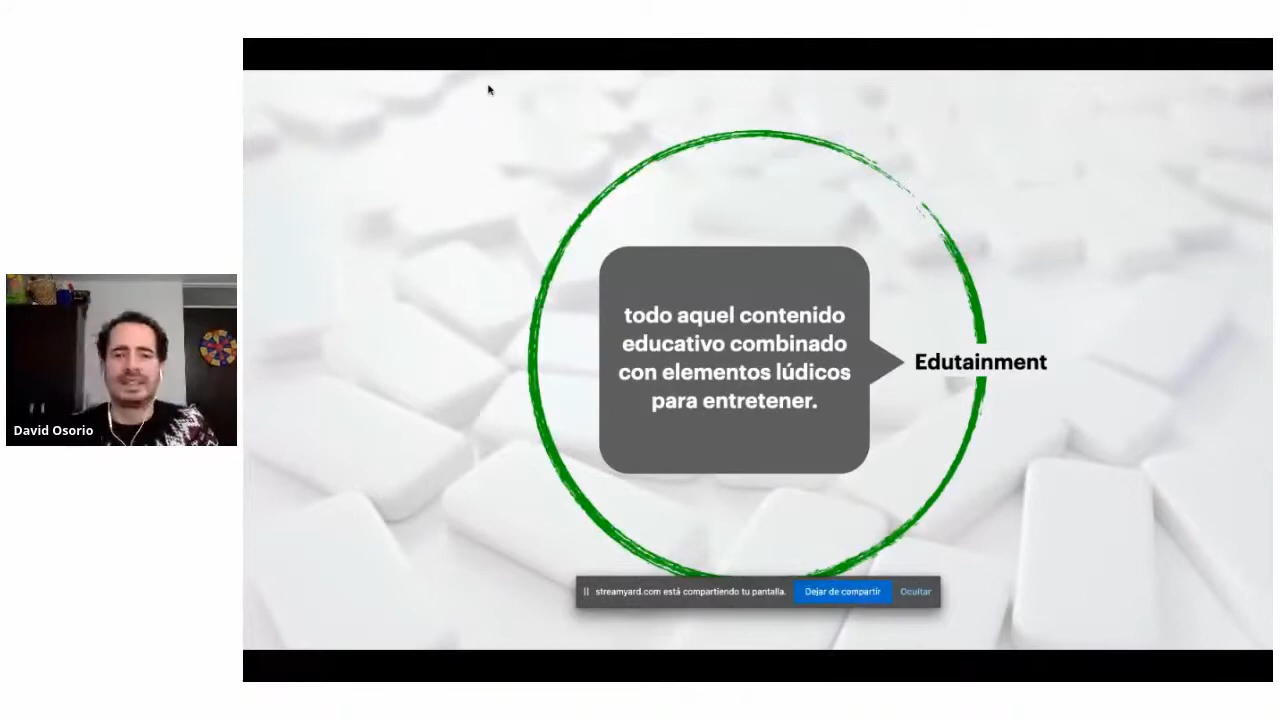 David Osorio
todo aquel contenido
educativo combinado
con elementos lúdicos
para entretener.
Edutainment
streamyard.com está compartiendo tu pantalla. Dejar de compartir Ocultar